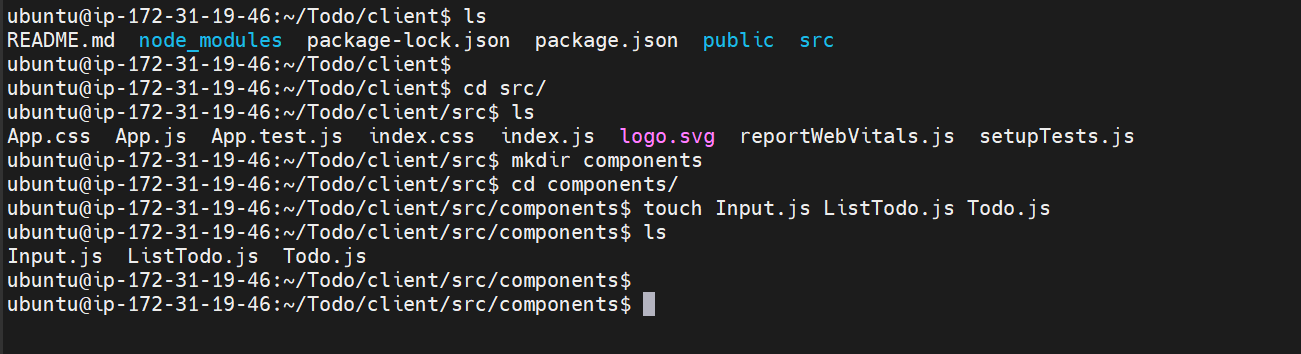 ubuntu@ip-172-31-19-46:~/Todo/client$ ls
README.md  node_modules  package-lock.json  package.json  public  src
ubuntu@ip-172-31-19-46:~/Todo/client$
ubuntu@ip-172-31-19-46:~/Todo/client$ cd src/
ubuntu@ip-172-31-19-46:~/Todo/client/src$ ls
App.css  App.js  App.test.js  index.css  index.js  logo.svg  reportWebVitals.js  setupTests.js
ubuntu@ip-172-31-19-46:~/Todo/client/src$ mkdir components
ubuntu@ip-172-31-19-46:~/Todo/client/src$ cd components/
ubuntu@ip-172-31-19-46:~/Todo/client/src/components$ touch Input.js ListTodo.js Todo.js
ubuntu@ip-172-31-19-46:~/Todo/client/src/components$ ls
Input.js  ListTodo.js  Todo.js
ubuntu@ip-172-31-19-46:~/Todo/client/src/components$
ubuntu@ip-172-31-19-46:~/Todo/client/src/components$